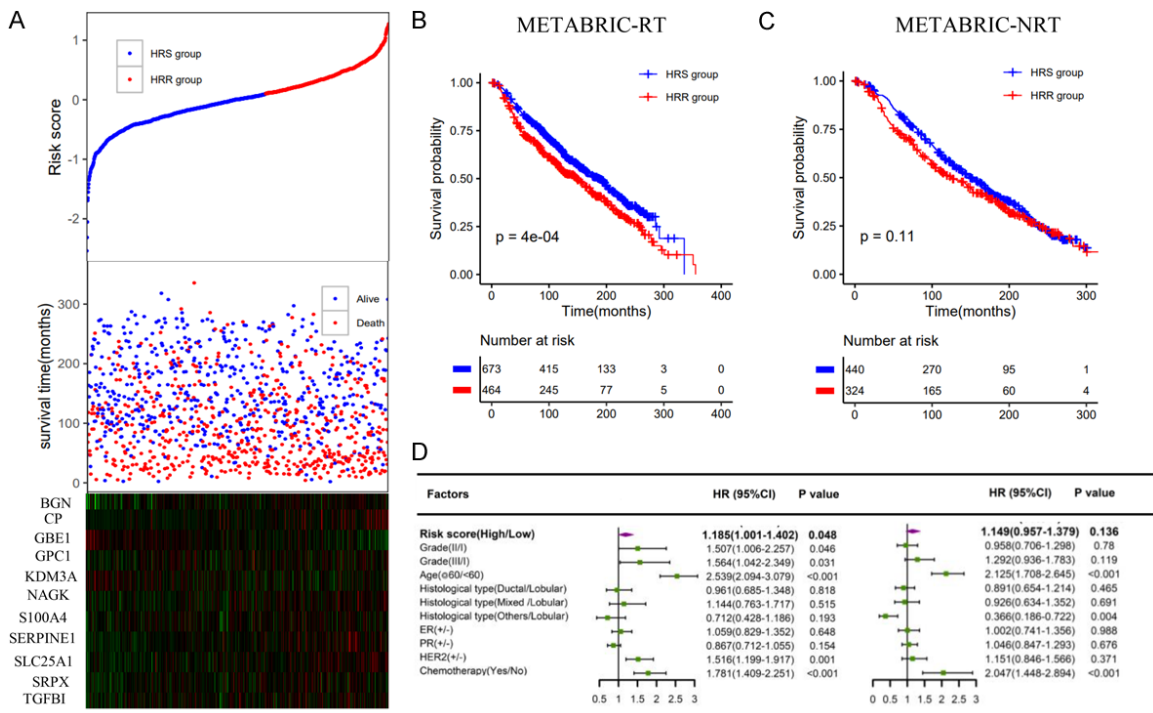 A
1
0
-1
-2
Risk score
HRS group
HRR group
300
200
100
0
survival time(months)
Alive
Death
BGN
CP
GBE1
GPC1
KDM3A
NAGK
S100A4
SERPINE1
SLC25A1
SRPX
TGFBI
B
METABRIC-RT
HRS group
HRR group
1.00
0.75
0.50
0.25
0.00
Survival probability
p = 4e-04
0 100 200 300 400
Time(months)
Number at risk
673 415 133 3 0
464 245 77 5 0
0 100 200 300 400
C
METABRIC-NRT
HRS group
HRR group
1.00
0.75
0.50
0.25
0.00
Survival probability
p = 0.11
0 100 200 300
Time(months)
Number at risk
440 270 95 1
324 165 60 4
0 100 200 300
D
Factors HR (95%CI) P value HR (95%CI) P value
Risk score(High/Low) 1.185(1.001-1.402) 0.048 1.149(0.957-1.379) 0.136
Grade(II/I) 1.507(1.006-2.257) 0.046 0.958(0.706-1.298) 0.78
Grade(III/I) 1.564(1.042-2.349) 0.031 1.292(0.936-1.783) 0.119
Age(o60/<60) 2.539(2.094-3.079) <0.001 2.125(1.708-2.645) <0.001
Histological type(Ductal/Lobular) 0.961(0.685-1.348) 0.818 0.891(0.654-1.214) 0.465
Histological type(Mixed /Lobular) 1.144(0.763-1.717) 0.515 0.926(0.634-1.352) 0.691
Histological type(Others/Lobular) 0.712(0.428-1.186) 0.193 0.366(0.186-0.722) 0.004
ER(+/-) 1.059(0.829-1.352) 0.648 1.002(0.741-1.356) 0.988
PR(+/-) 0.867(0.712-1.055) 0.154 1.046(0.847-1.293) 0.676
HER2(+/-) 1.516(1.199-1.917) 0.001 1.151(0.846-1.566) 0.371
Chemotherapy(Yes/No) 1.781(1.409-2.251) <0.001 2.047(1.448-2.894) <0.001
0.5 1 1.5 2 2.5 3 0 0.5 1 1.5 2 2.5 3